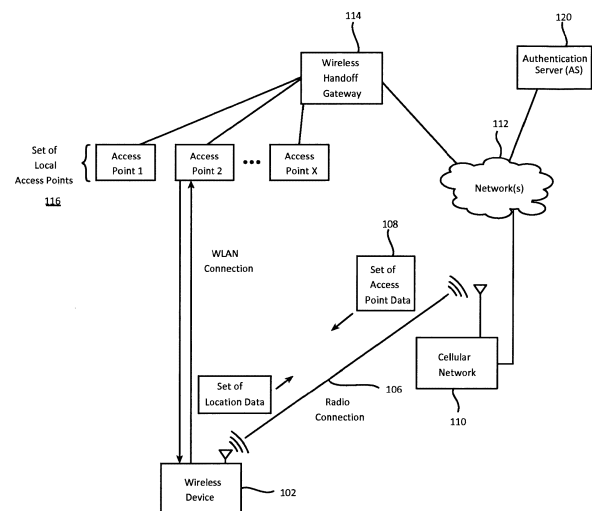 114
Wireless
Handoff
Gateway
120
Authentication
Server (AS)
112
Network(s)
Set of
Local
Access Points
116
Access
Point 1
Access
Point 2
Access
Point X
WLAN
Connection
108
Set of
Access
Point Data
Cellular
Network
110
Set of
Location Data
106
Radio
Connection
Wireless
Device
102